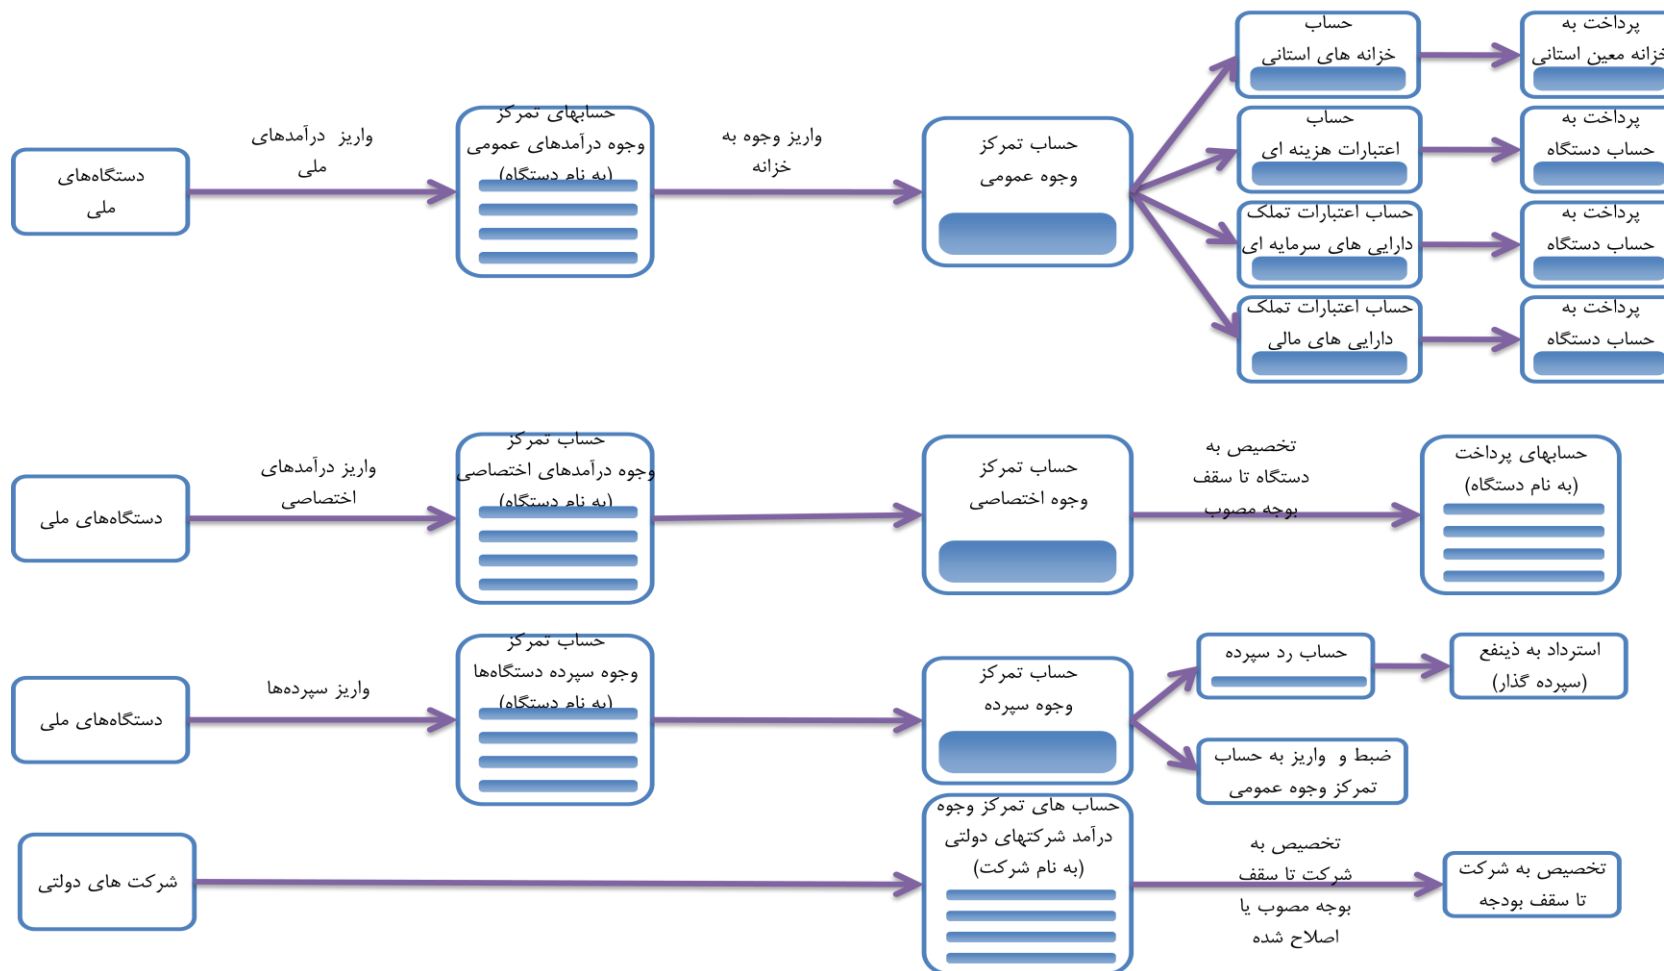 دستگاه‌های
ملی
واریز درآمدهای
ملی
حسابهای تمرکز
وجوه درآمدهای عمومی
(به نام دستگاه)
واریز وجوه به
خزانه
حساب تمرکز
وجوه عمومی
حساب
خزانه های استانی
پرداخت به
خزانه معین استانی
حساب
اعتبارات هزینه ای
پرداخت به
حساب دستگاه
حساب اعتبارات تملک
دارایی های سرمایه ای
پرداخت به
حساب دستگاه
حساب اعتبارات تملک
دارایی های مالی
پرداخت به
حساب دستگاه
دستگاه‌های ملی
واریز درآمدهای
اختصاصی
حساب تمرکز
وجوه درآمدهای اختصاصی
(به نام دستگاه)
حساب تمرکز
وجوه اختصاصی
تخصیص به
دستگاه تا سقف
بوجه مصوب
حسابهای پرداخت
(به نام دستگاه)
دستگاه‌های ملی
واریز سپرده‌ها
حساب تمرکز
وجوه سپرده دستگاه‌ها
(به نام دستگاه)
حساب تمرکز
وجوه سپرده
حساب رد سپرده
استرداد به ذینفع
(سپرده گذار)
ضبط و واریز به حساب
تمرکز وجوه عمومی
شرکت های دولتی
حساب های تمرکز وجوه
درآمد شرکتهای دولتی
(به نام شرکت)
تخصیص به
شرکت تا سقف
بوجه مصوب یا
اصلاح شده
تخصیص به شرکت
تا سقف بودجه